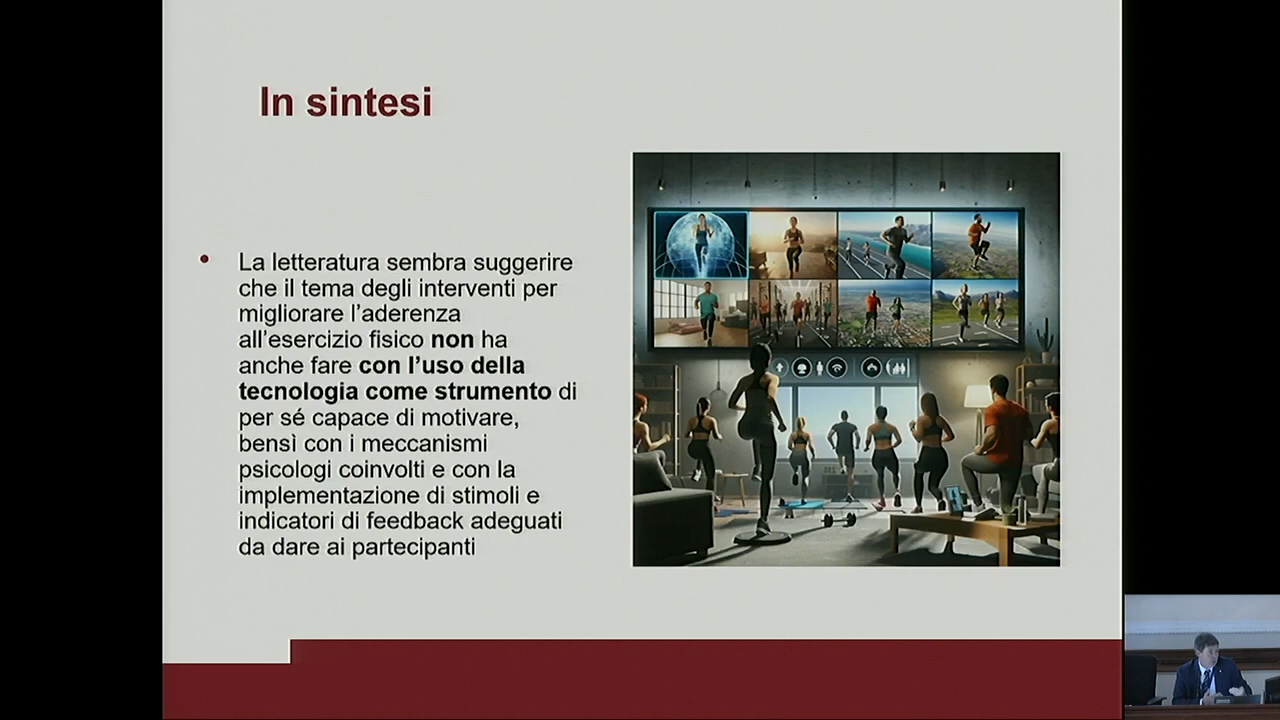 In sintesi
La letteratura sembra suggerire
che il tema degli interventi per
migliorare l'aderenza
all'esercizio fisico non ha
anche fare con l'uso della
tecnologia come strumento di
per sé capace di motivare,
bensì con i meccanismi
psicologi coinvolti e con la
implementazione di stimoli e
indicatori di feedback adeguati
da dare ai partecipanti